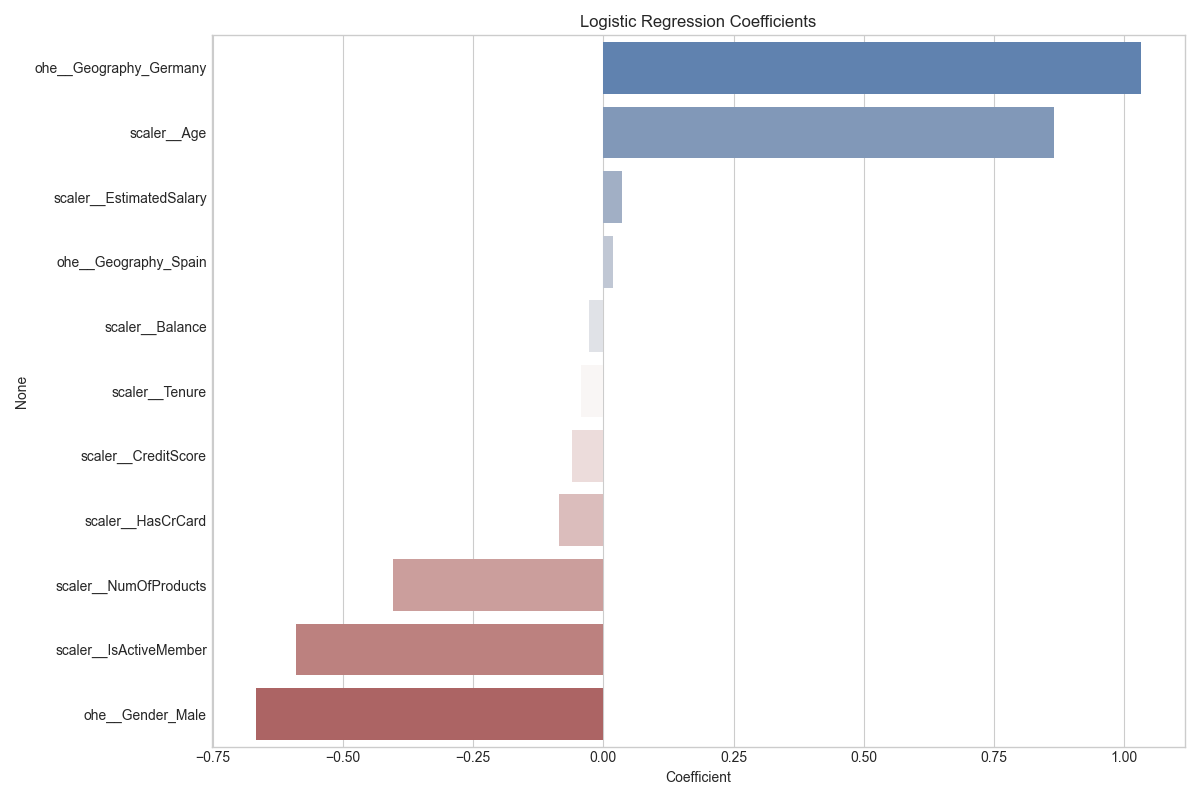 Logistic Regression Coefficients
ohe__Geography_Germany
scaler__Age
scaler__EstimatedSalary
ohe__Geography_Spain
scaler__Balance
scaler__Tenure
scaler__CreditScore
scaler__HasCrCard
scaler__NumOfProducts
scaler__IsActiveMember
ohe__Gender_Male
None
−0.75 −0.50 −0.25 0.00 0.25 0.50 0.75 1.00
Coefficient